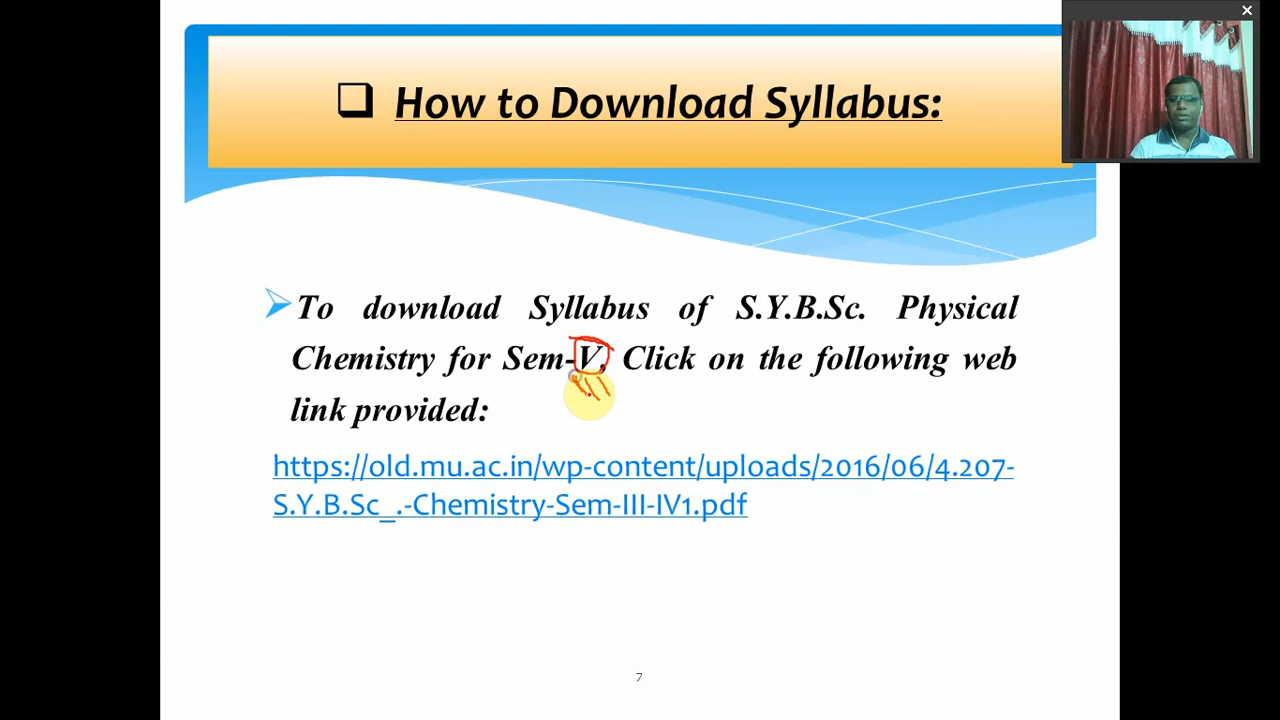 How to Download Syllabus:
To download Syllabus of S.Y.B.Sc. Physical
Chemistry for Sem-V, Click on the following web
link provided:
https://old.mu.ac.in/wp-content/uploads/2016/06/4.207-
S.Y.B.Sc_.-Chemistry-Sem-III-IV1.pdf
7